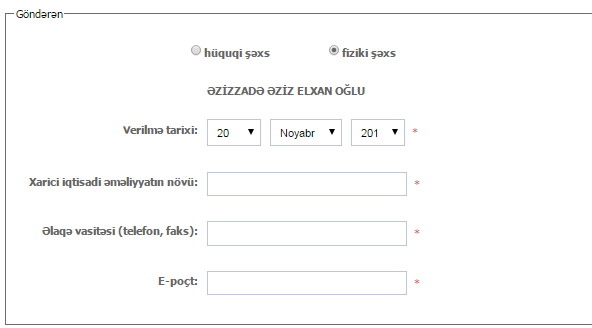 Göndərən
hüquqi şəxs fiziki şəxs
ƏZİZZADƏ ƏZİZ ELXAN OĞLU
Verilmə tarixi: 20 Noyabr 201 *
Xarici iqtisadi əməliyyatın növü: *
Əlaqə vasitəsi (telefon, faks): *
E-poçt: *